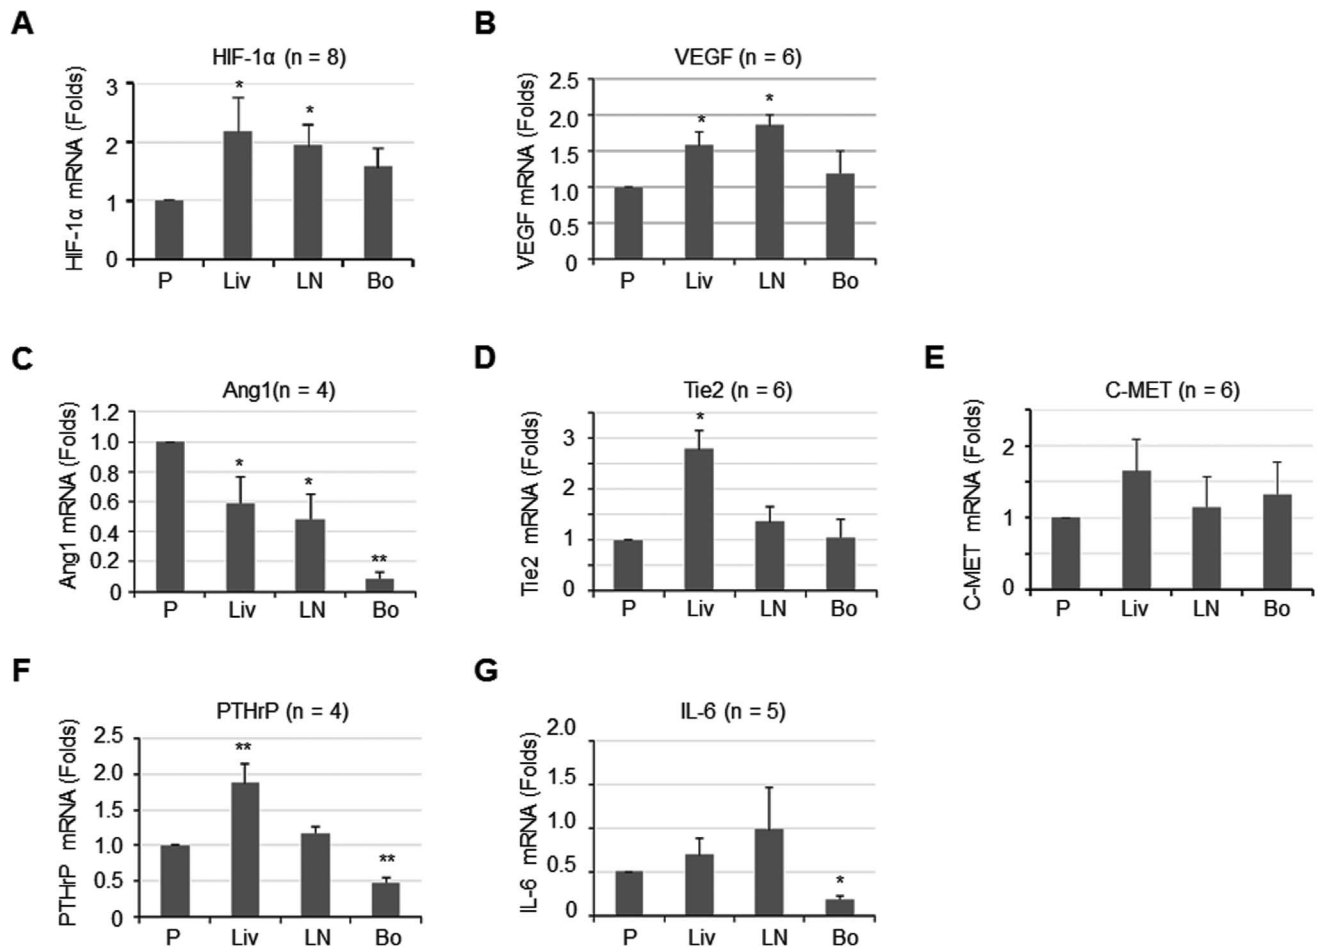 A
HIF-1α (n = 8)
HIF-1α mRNA (Folds)
3
2
1
0
*
*
P Liv LN Bo
B
VEGF (n = 6)
VEGF mRNA (Folds)
2.5
2.0
1.5
1.0
0.5
0
*
*
P Liv LN Bo
C
Ang1(n = 4)
Ang1 mRNA (Folds)
1.2
1.0
0.8
0.6
0.4
0.2
0
*
*
**
P Liv LN Bo
D
Tie2 (n = 6)
Tie2 mRNA (Folds)
3
2
1
0
*
P Liv LN Bo
E
C-MET (n = 6)
C-MET mRNA (Folds)
2
1
0
P Liv LN Bo
F
PTHrP (n = 4)
PTHrP mRNA (Folds)
2.5
2.0
1.5
1.0
0.5
0
**
**
P Liv LN Bo
G
IL-6 (n = 5)
IL-6 mRNA (Folds)
2.0
1.5
1.0
0.5
0
*
P Liv LN Bo